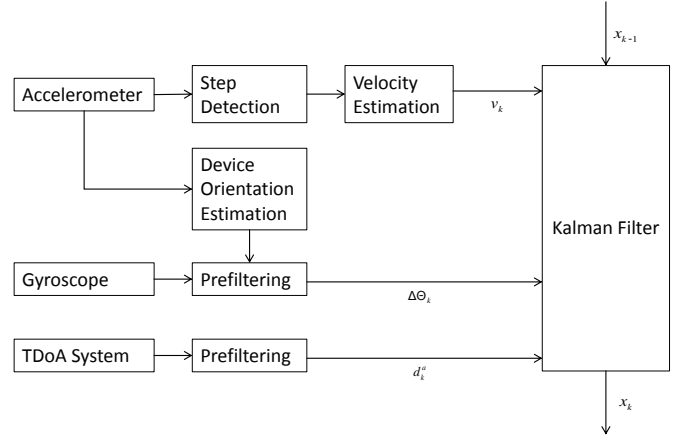 x_{k-1}
Accelerometer
Step
Detection
Velocity
Estimation
v_k
Device
Orientation
Estimation
Kalman Filter
Gyroscope
Prefiltering
ΔΘ_k
TDoA System
Prefiltering
d_k^a
x_k